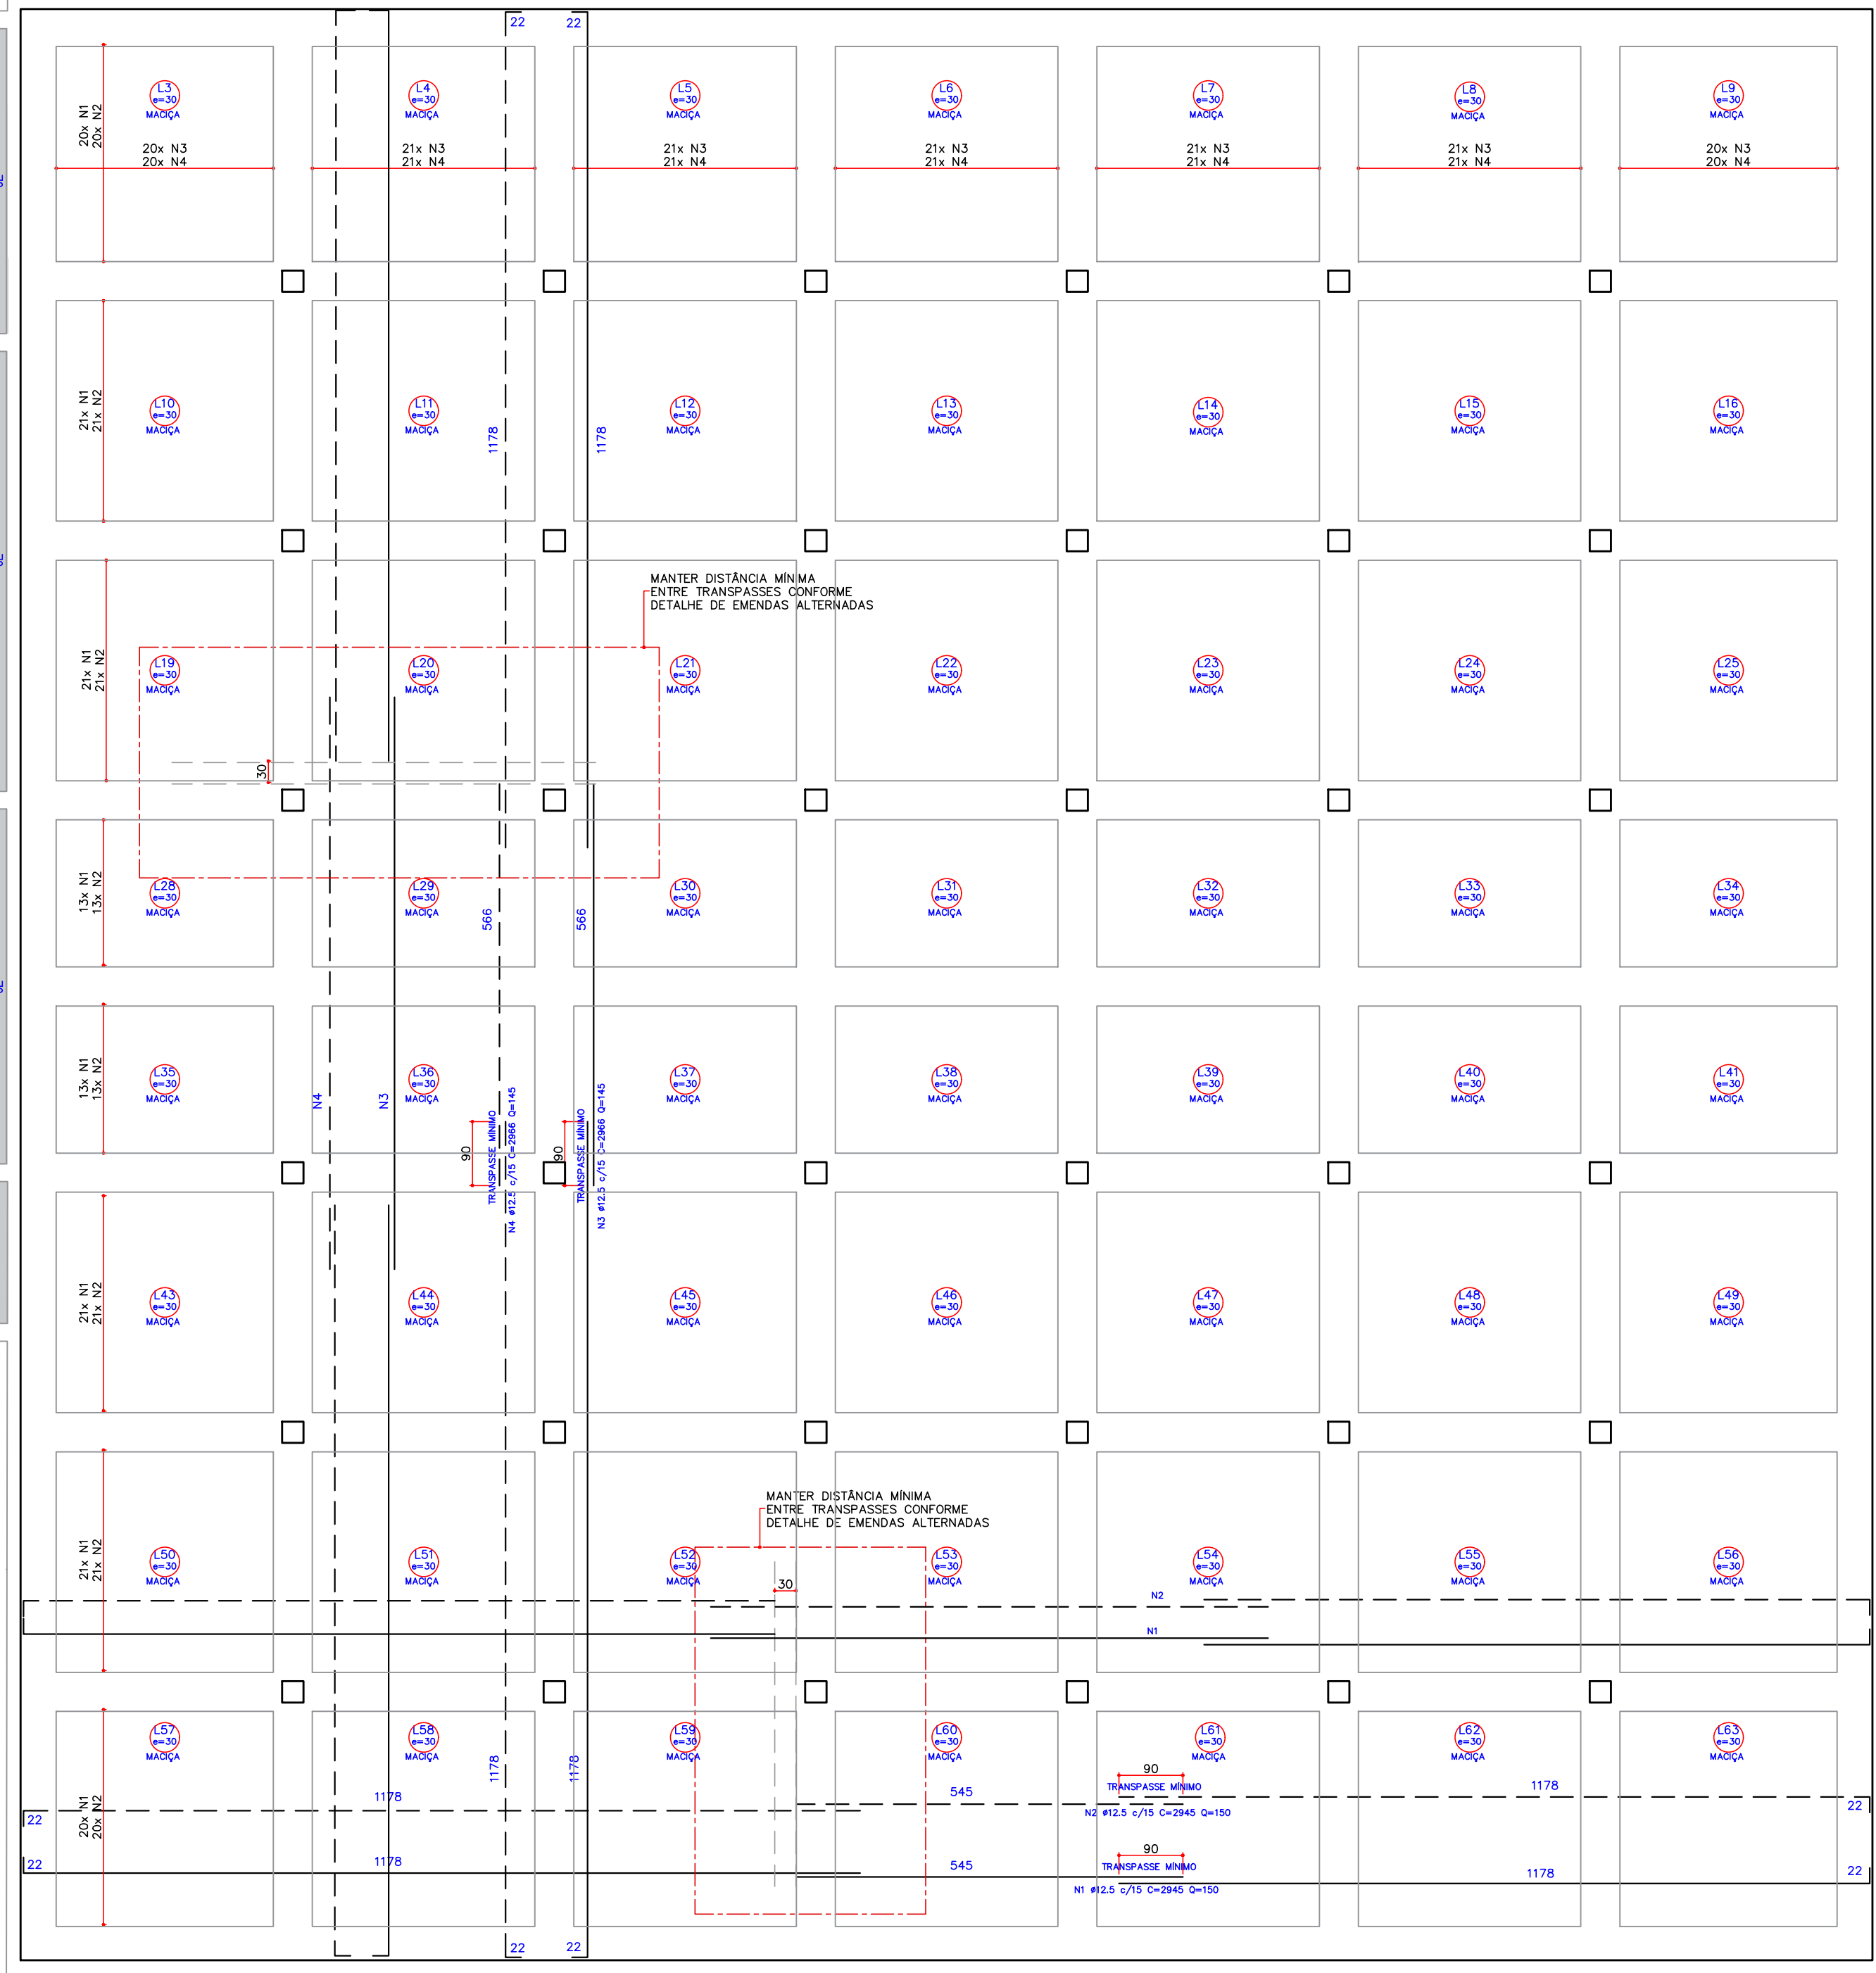 22
22
L3
e=30
MACIÇA
L4
e=30
MACIÇA
L5
e=30
MACIÇA
L6
e=30
MACIÇA
L7
e=30
MACIÇA
L8
e=30
MACIÇA
L9
e=30
MACIÇA
20x N1
20x N2
20x N3
20x N4
21x N3
21x N4
21x N3
21x N4
21x N3
21x N4
21x N3
21x N4
21x N3
21x N4
20x N3
20x N4
21x N1
21x N2
L10
e=30
MACIÇA
L11
e=30
MACIÇA
1178
1178
L12
e=30
MACIÇA
L13
e=30
MACIÇA
L14
e=30
MACIÇA
L15
e=30
MACIÇA
L16
e=30
MACIÇA
MANTER DISTÂNCIA MÍNIMA
ENTRE TRANSPASSES CONFORME
DETALHE DE EMENDAS ALTERNADAS
21x N1
21x N2
L19
e=30
MACIÇA
L20
e=30
MACIÇA
L21
e=30
MACIÇA
L22
e=30
MACIÇA
L23
e=30
MACIÇA
L24
e=30
MACIÇA
L25
e=30
MACIÇA
30
13x N1
13x N2
L28
e=30
MACIÇA
L29
e=30
MACIÇA
566
566
L30
e=30
MACIÇA
L31
e=30
MACIÇA
L32
e=30
MACIÇA
L33
e=30
MACIÇA
L34
e=30
MACIÇA
13x N1
13x N2
L35
e=30
MACIÇA
N4
N3
L36
e=30
MACIÇA
L37
e=30
MACIÇA
L38
e=30
MACIÇA
L39
e=30
MACIÇA
L40
e=30
MACIÇA
L41
e=30
MACIÇA
90
TRANSPASSE MÍNIMO
N4 ø12.5 c/15 C=2966 Q=145
90
TRANSPASSE MÍNIMO
N3 ø12.5 c/15 C=2966 Q=145
21x N1
21x N2
L43
e=30
MACIÇA
L44
e=30
MACIÇA
L45
e=30
MACIÇA
L46
e=30
MACIÇA
L47
e=30
MACIÇA
L48
e=30
MACIÇA
L49
e=30
MACIÇA
MANTER DISTÂNCIA MÍNIMA
ENTRE TRANSPASSES CONFORME
DETALHE DE EMENDAS ALTERNADAS
21x N1
21x N2
L50
e=30
MACIÇA
L51
e=30
MACIÇA
L52
e=30
MACIÇA
L53
e=30
MACIÇA
L54
e=30
MACIÇA
L55
e=30
MACIÇA
L56
e=30
MACIÇA
30
N2
N1
L57
e=30
MACIÇA
L58
e=30
MACIÇA
L59
e=30
MACIÇA
L60
e=30
MACIÇA
L61
e=30
MACIÇA
L62
e=30
MACIÇA
L63
e=30
MACIÇA
20x N1
20x N2
1178
1178
1178
545
90
TRANSPASSE MÍNIMO
1178
22
22
N2 ø12.5 c/15 C=2945 Q=150
22
1178
545
90
TRANSPASSE MÍNIMO
1178
22
N1 ø12.5 c/15 C=2945 Q=150
22
22